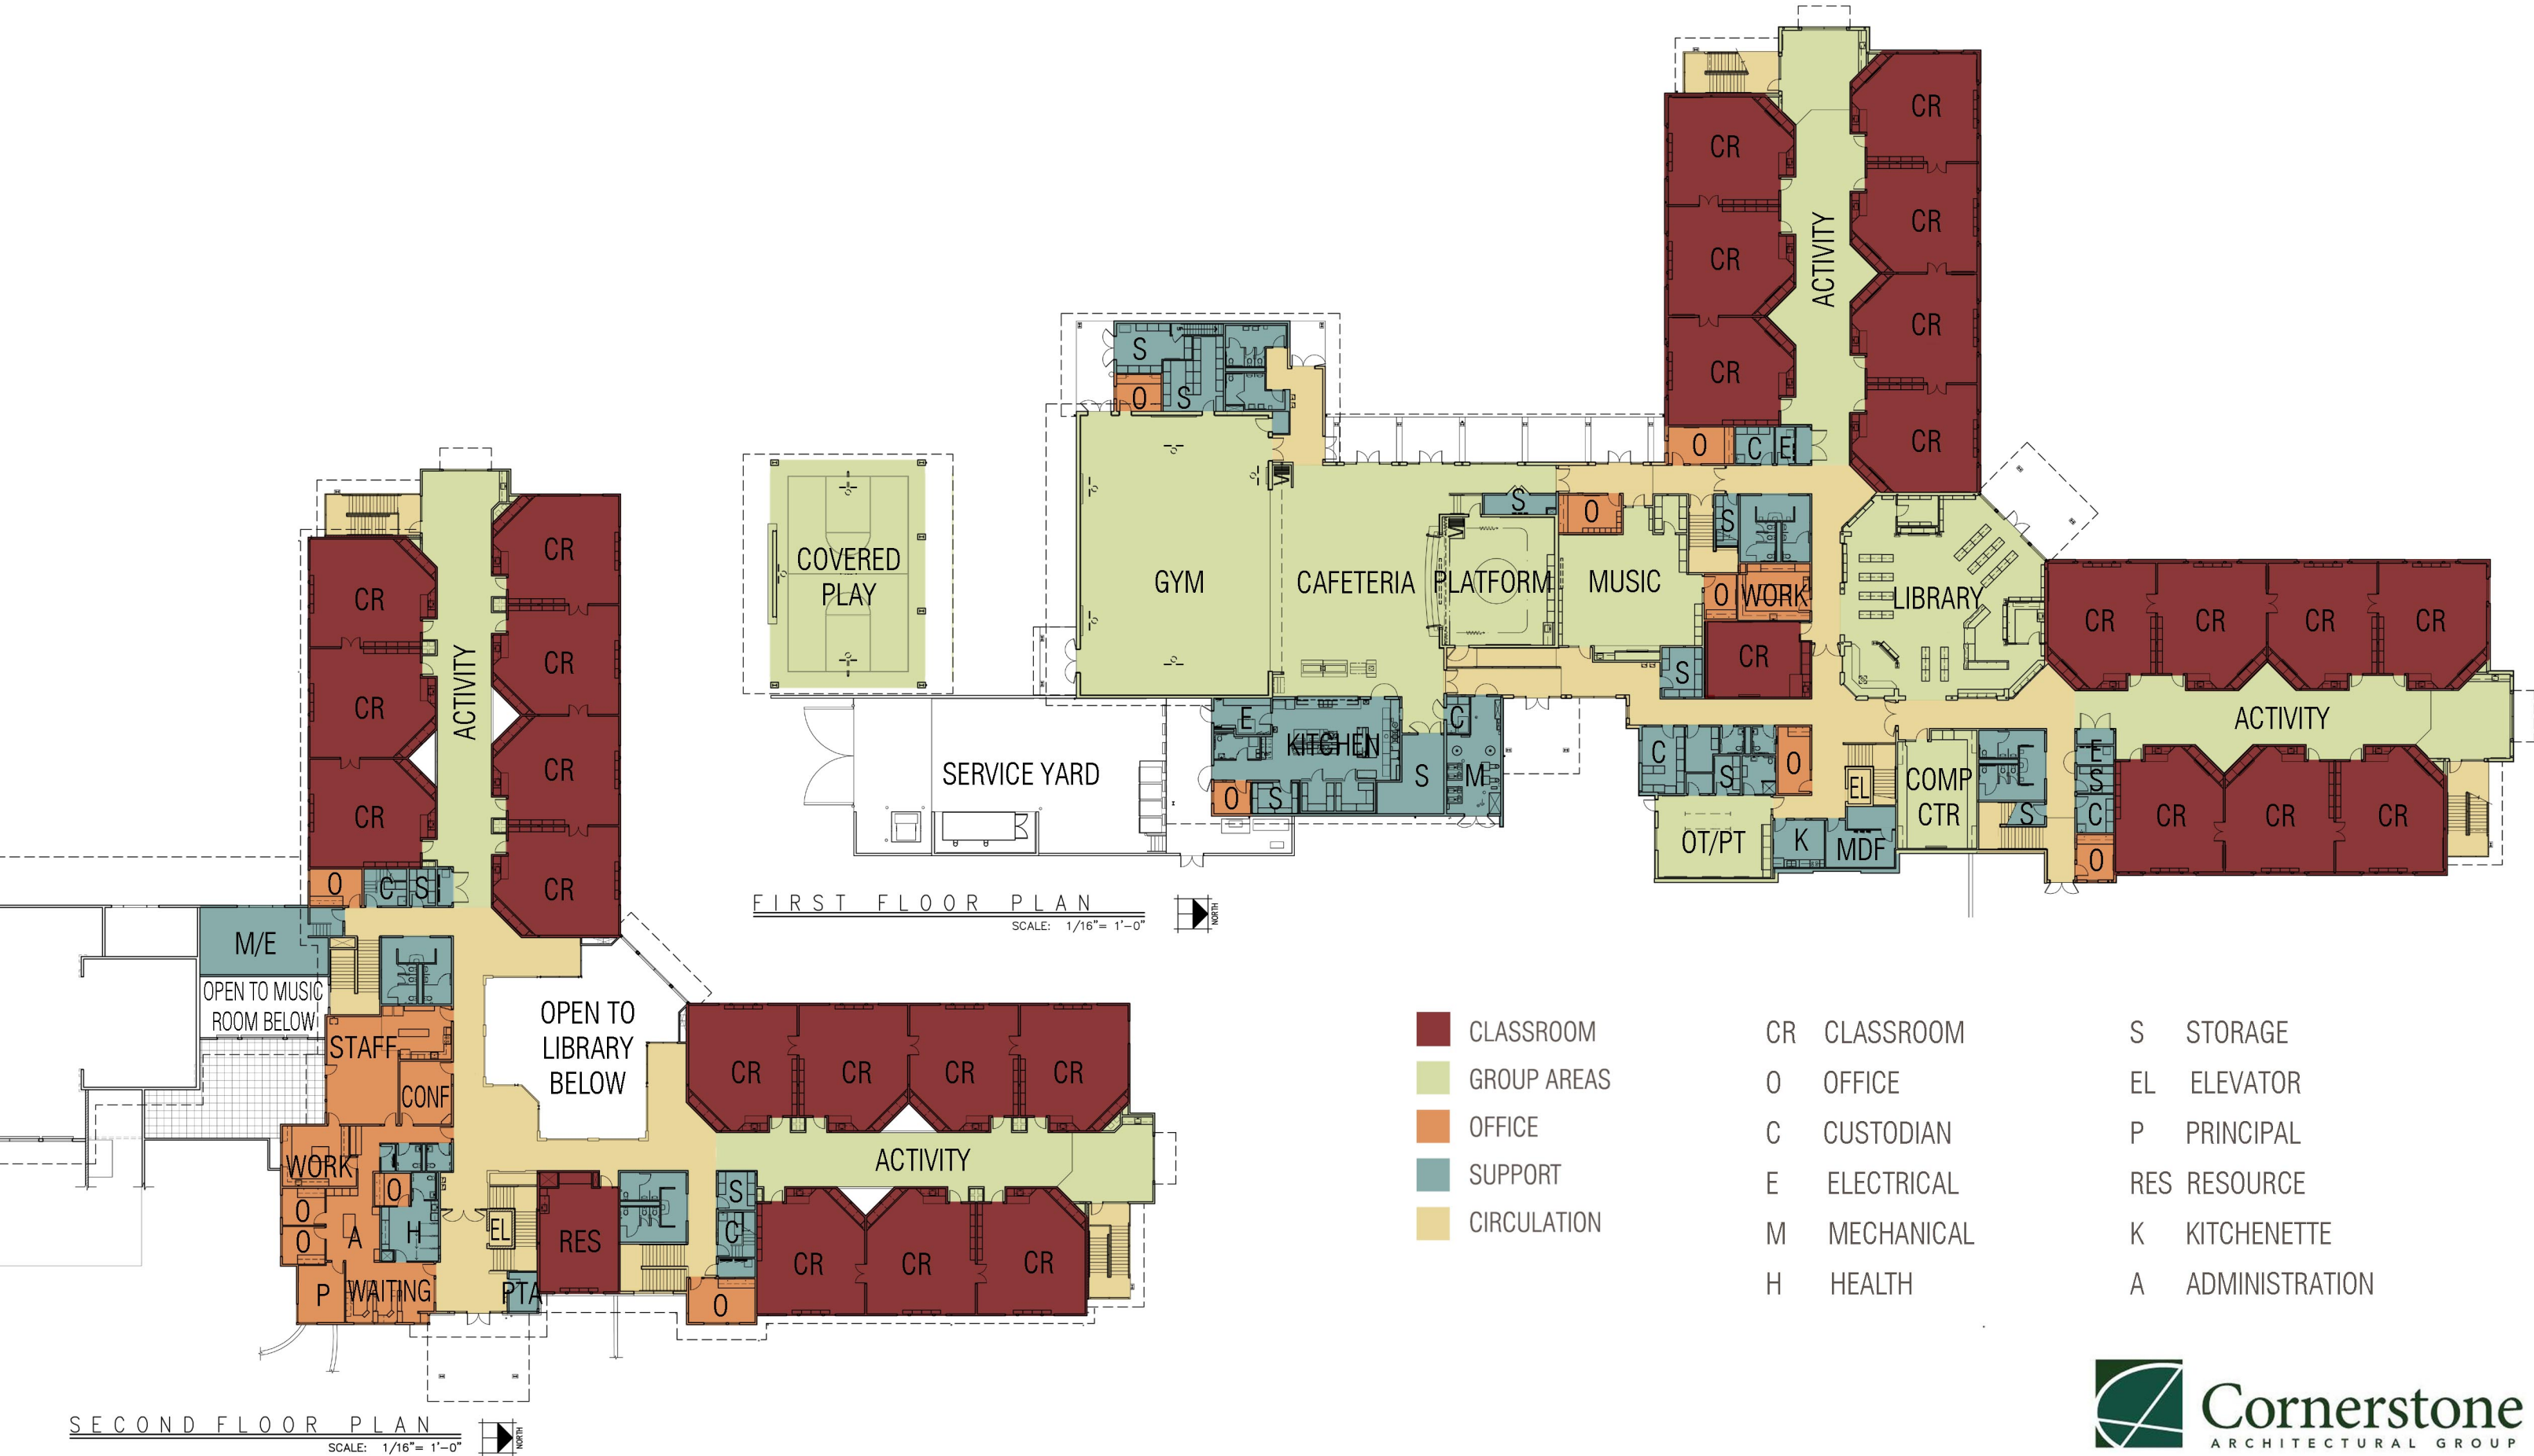 CR
CR
CR
CR
CR
CR
CR
ACTIVITY
O
C
E
S
O
S
COVERED
PLAY
GYM
CAFETERIA
PLATFORM
S
O
MUSIC
S
O
WORK
CR
S
LIBRARY
CR
CR
CR
CR
ACTIVITY
CR
CR
CR
E
S
C
O
SERVICE YARD
E
KITCHEN
O
S
S
C
M
C
S
O
EL
COMP
CTR
S
OT/PT
K
MDF
FIRST FLOOR PLAN
SCALE: 1/16"= 1'-0"
NORTH
CR
CR
CR
CR
CR
CR
CR
ACTIVITY
O
C
S
M/E
OPEN TO MUSIC
ROOM BELOW
STAFF
CONF
WORK
O
O
O
A
H
P
WAITING
EL
PTA
RES
OPEN TO
LIBRARY
BELOW
CR
CR
CR
CR
ACTIVITY
S
C
O
CR
CR
CR
SECOND FLOOR PLAN
SCALE: 1/16"= 1'-0"
NORTH
CLASSROOM
GROUP AREAS
OFFICE
SUPPORT
CIRCULATION
CR CLASSROOM
O OFFICE
C CUSTODIAN
E ELECTRICAL
M MECHANICAL
H HEALTH
S STORAGE
EL ELEVATOR
P PRINCIPAL
RES RESOURCE
K KITCHENETTE
A ADMINISTRATION
Cornerstone
ARCHITECTURAL GROUP